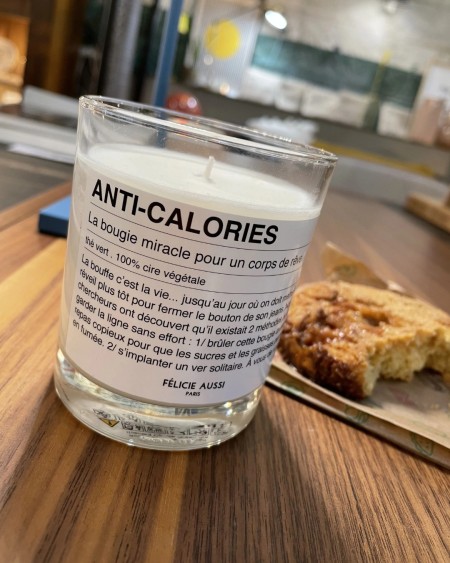 ANTI-CALORIES
La bougie miracle pour un corps de rêve
thé vert . 100% cire végétale
La bouffe c'est la vie... jusqu'au jour où on doit
réveil plus tôt pour fermer le bouton de son jean
chercheurs ont découvert qu'il existait 2 méthodes
garder la ligne sans effort : 1/ brûler cette bougie
repas copieux pour que les sucres et les graisses
en fumée. 2/ s'implanter un ver solitaire. À vous
FÉLICIE AUSSI
PARIS